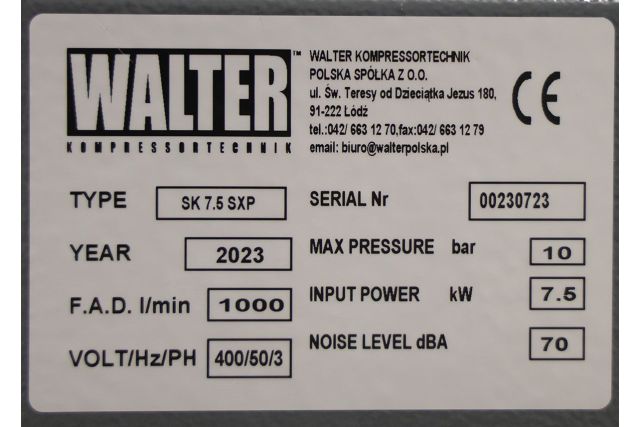 WALTER™
KOMPRESSORTECHNIK
WALTER KOMPRESSORTECHNIK
POLSKA SPÓŁKA Z O.O.
ul. Św. Teresy od Dzieciątka Jezus 180,
91-222 Łódź
tel.:042/ 663 12 70,fax:042/ 663 12 79
email: biuro@walterpolska.pl
CE
TYPE SK 7.5 SXP
SERIAL Nr 00230723
YEAR 2023
MAX PRESSURE bar 10
F.A.D. l/min 1000
INPUT POWER kW 7.5
VOLT/Hz/PH 400/50/3
NOISE LEVEL dBA 70